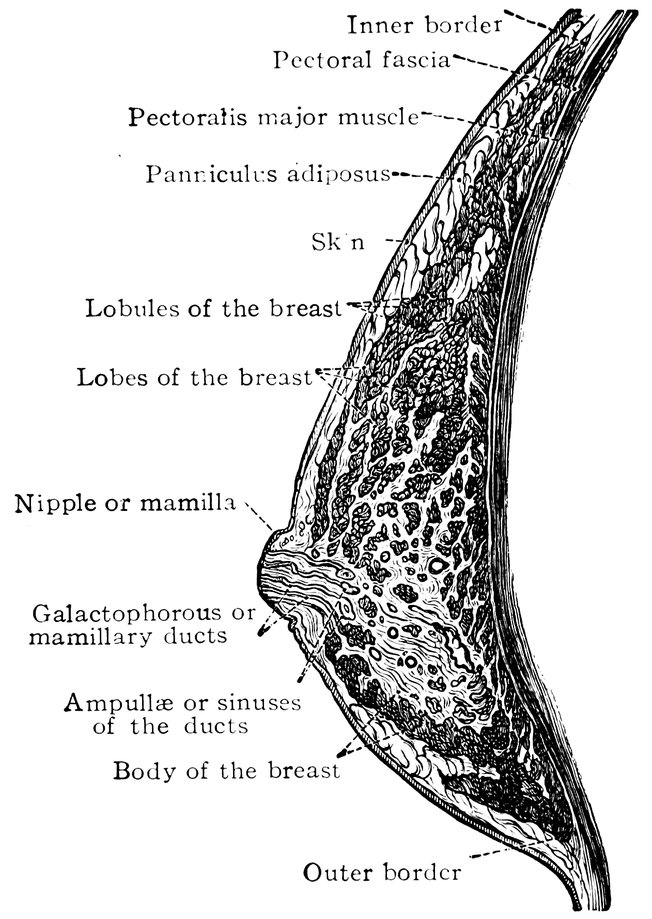 Inner border
Pectoral fascia
Pectoralis major muscle
Panniculus adiposus
Skin
Lobules of the breast
Lobes of the breast
Nipple or mamilla
Galactophorous or
mamillary ducts
Ampullæ or sinuses
of the ducts
Body of the breast
Outer border